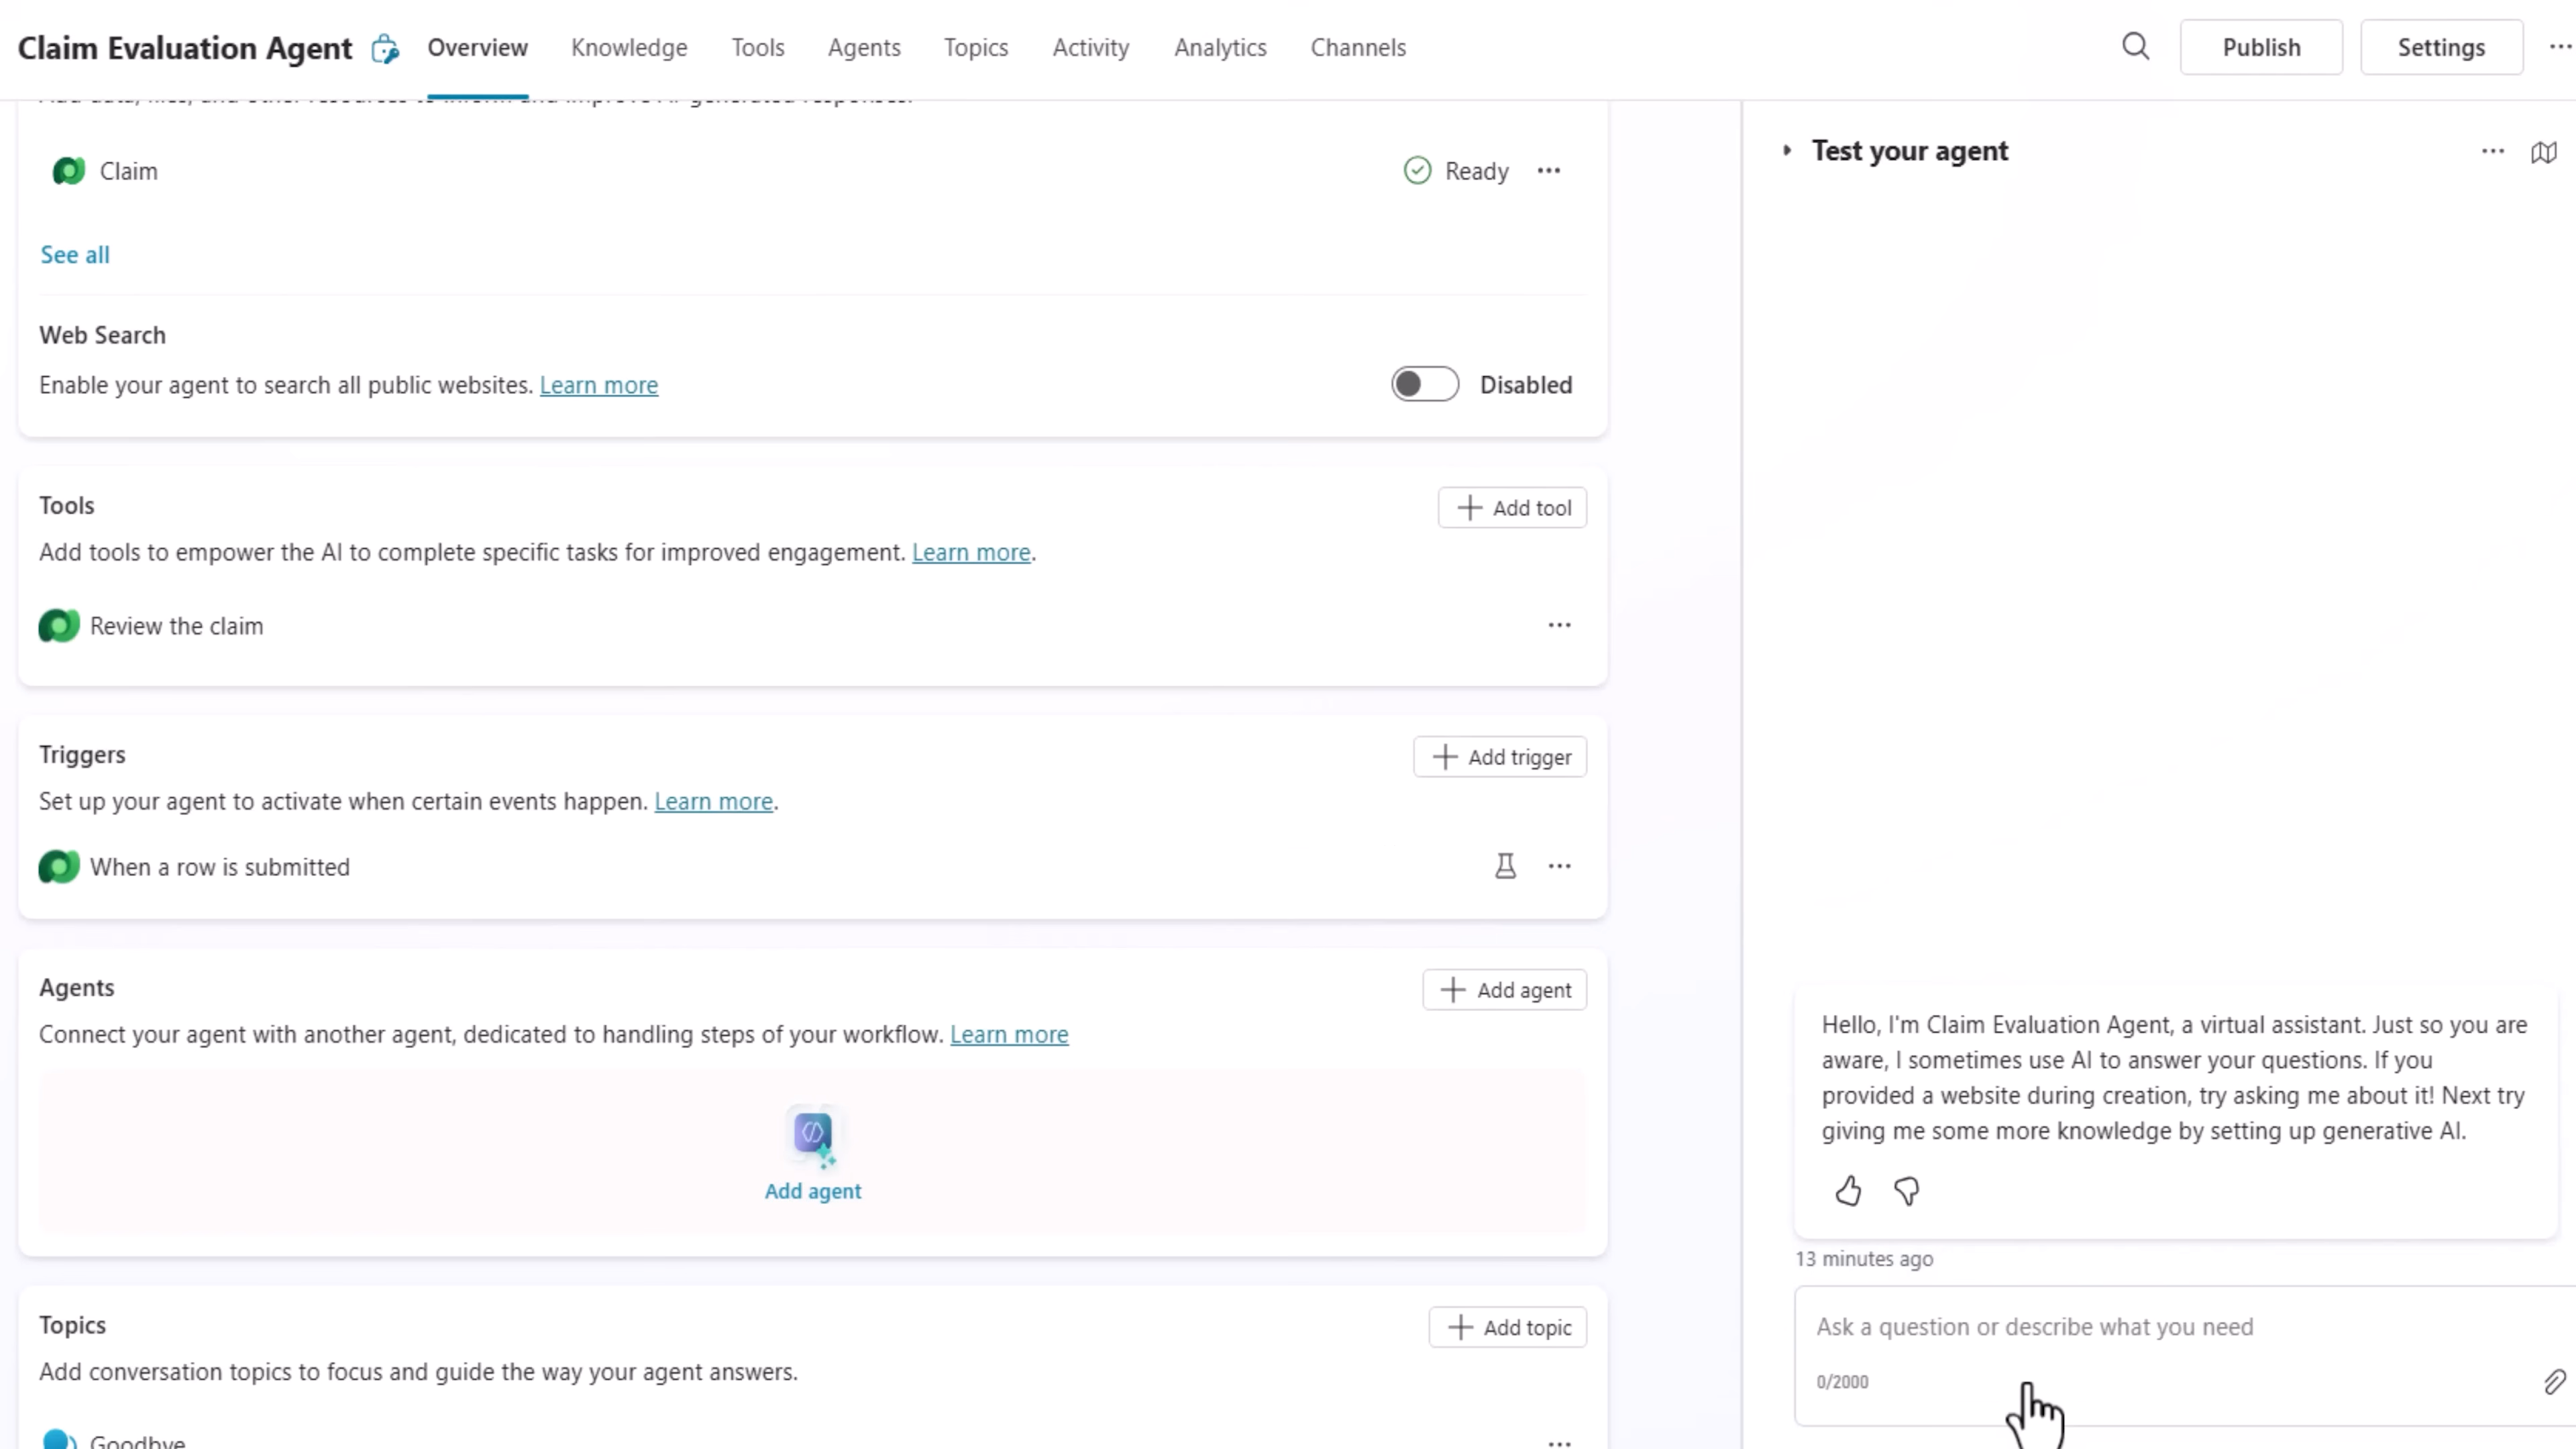 Claim Evaluation Agent
Overview
Knowledge
Tools
Agents
Topics
Activity
Analytics
Channels
Publish
Settings
Claim
Ready
See all
Web Search
Enable your agent to search all public websites. Learn more
Disabled
Tools
Add tool
Add tools to empower the AI to complete specific tasks for improved engagement. Learn more.
Review the claim
Triggers
Add trigger
Set up your agent to activate when certain events happen. Learn more.
When a row is submitted
Agents
Add agent
Connect your agent with another agent, dedicated to handling steps of your workflow. Learn more
Add agent
Topics
Add topic
Add conversation topics to focus and guide the way your agent answers.
Goodbye
Test your agent
Hello, I'm Claim Evaluation Agent, a virtual assistant. Just so you are
aware, I sometimes use AI to answer your questions. If you
provided a website during creation, try asking me about it! Next try
giving me some more knowledge by setting up generative AI.
13 minutes ago
Ask a question or describe what you need
0/2000